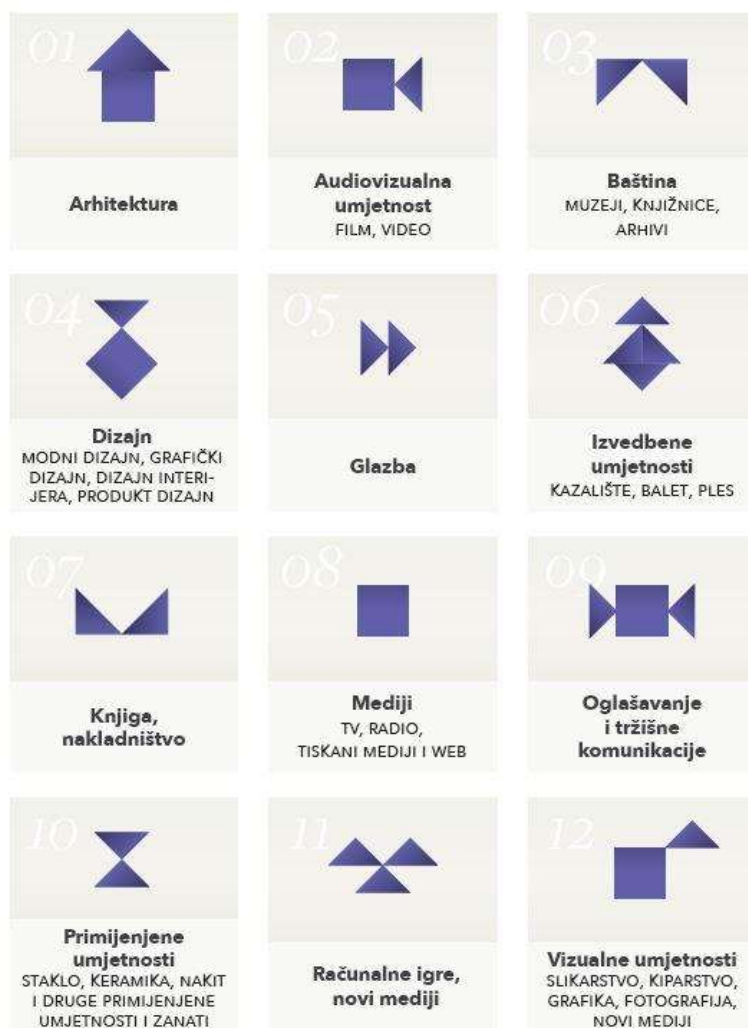 01
Arhitektura
02
Audiovizualna
umjetnost
FILM, VIDEO
03
Baština
MUZEJI, KNJIŽNICE,
ARHIVI
04
Dizajn
MODNI DIZAJN, GRAFIČKI
DIZAJN, DIZAJN INTERI-
JERA, PRODUKT DIZAJN
05
Glazba
06
Izvedbene
umjetnosti
KAZALIŠTE, BALET, PLES
07
Knjiga,
nakladništvo
08
Mediji
TV, RADIO,
TISKANI MEDIJI I WEB
09
Oglašavanje
i tržišne
komunikacije
10
Primijenjene
umjetnosti
STAKLO, KERAMIKA, NAKIT
I DRUGE PRIMIJENJENE
UMJETNOSTI I ZANATI
11
Računalne igre,
novi mediji
12
Vizualne umjetnosti
SLIKARSTVO, KIPARSTVO,
GRAFIKA, FOTOGRAFIJA,
NOVI MEDIJI